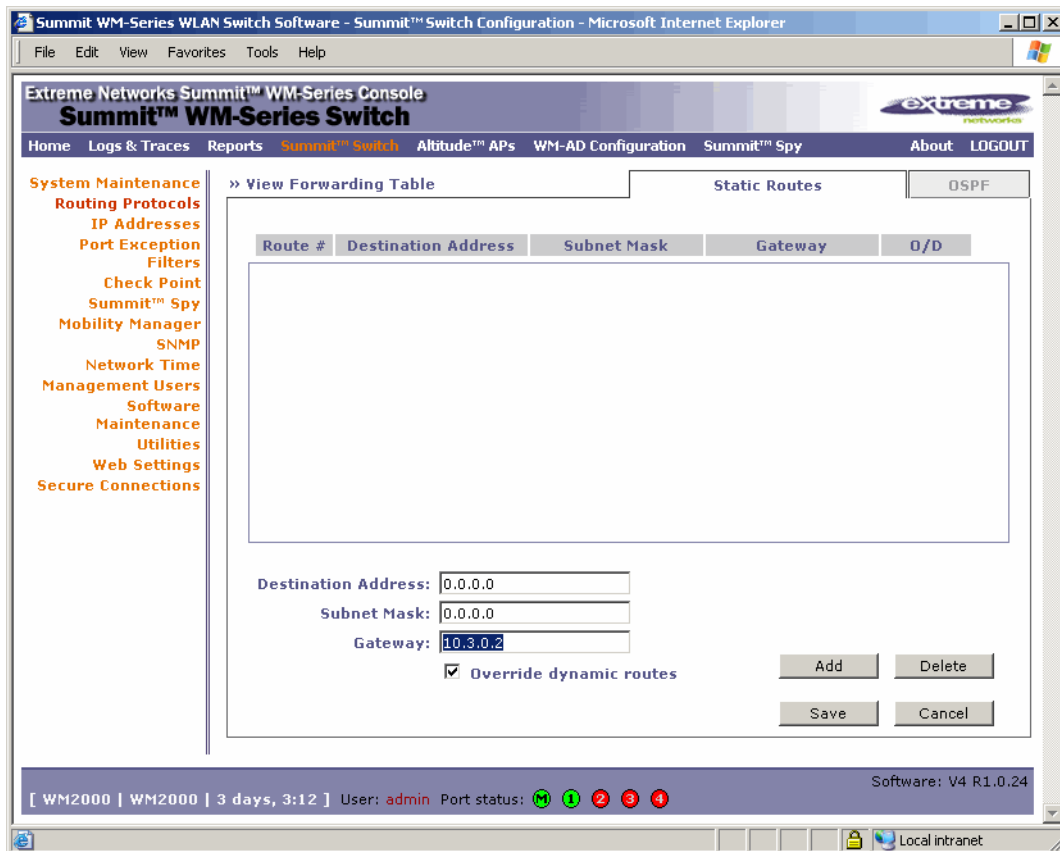 Summit WM-Series WLAN Switch Software - Summit™ Switch Configuration - Microsoft Internet Explorer
File Edit View Favorites Tools Help
Extreme Networks Summit™ WM-Series Console
Summit™ WM-Series Switch
extreme
networks
Home Logs & Traces Reports Summit™ Switch Altitude™ APs WM-AD Configuration Summit™ Spy About LOGOUT
System Maintenance
Routing Protocols
IP Addresses
Port Exception
Filters
Check Point
Summit™ Spy
Mobility Manager
SNMP
Network Time
Management Users
Software
Maintenance
Utilities
Web Settings
Secure Connections
» View Forwarding Table
Static Routes
OSPF
Route # Destination Address Subnet Mask Gateway O/D
Destination Address: 0.0.0.0
Subnet Mask: 0.0.0.0
Gateway: 10.3.0.2
Override dynamic routes
Add Delete
Save Cancel
Software: V4 R1.0.24
[ WM2000 | WM2000 | 3 days, 3:12 ] User: admin Port status: M 1 2 3 4
Local intranet